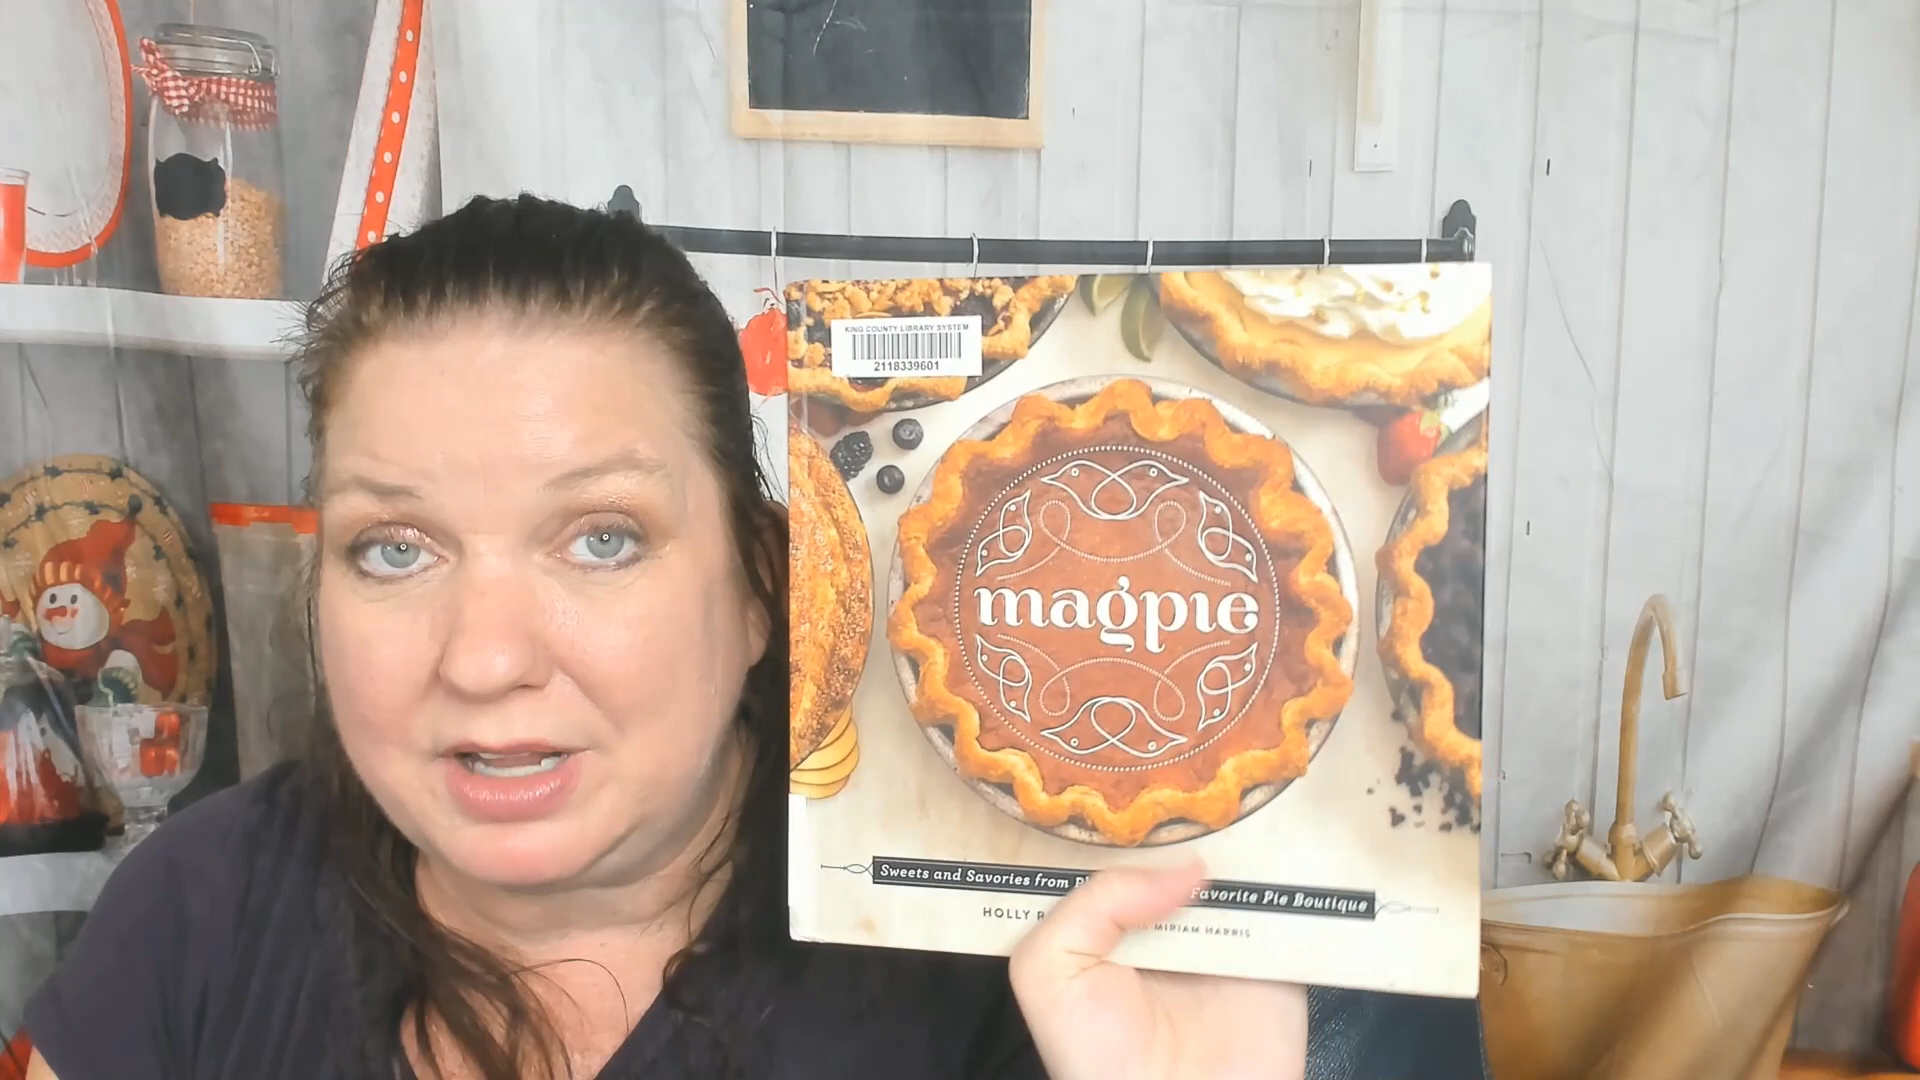 KING COUNTY LIBRARY SYSTEM
2118339601
magpie
Sweets and Savories from Favorite Pie Boutique
HOLLY MIRIAM HARRIS